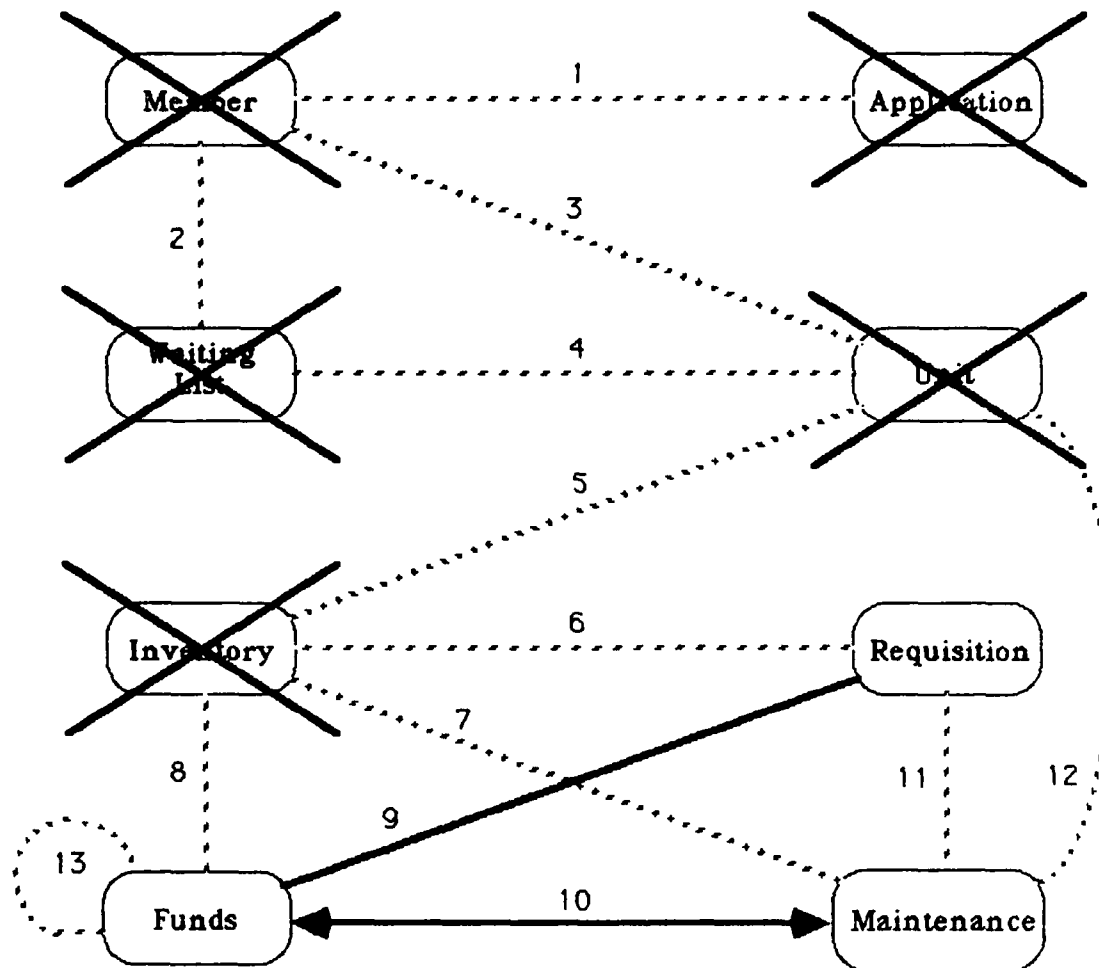 Member
1
Application
2
3
Waiting
List
4
Unit
5
Inventory
6
Requisition
7
8
9
11
12
13
Funds
10
Maintenance